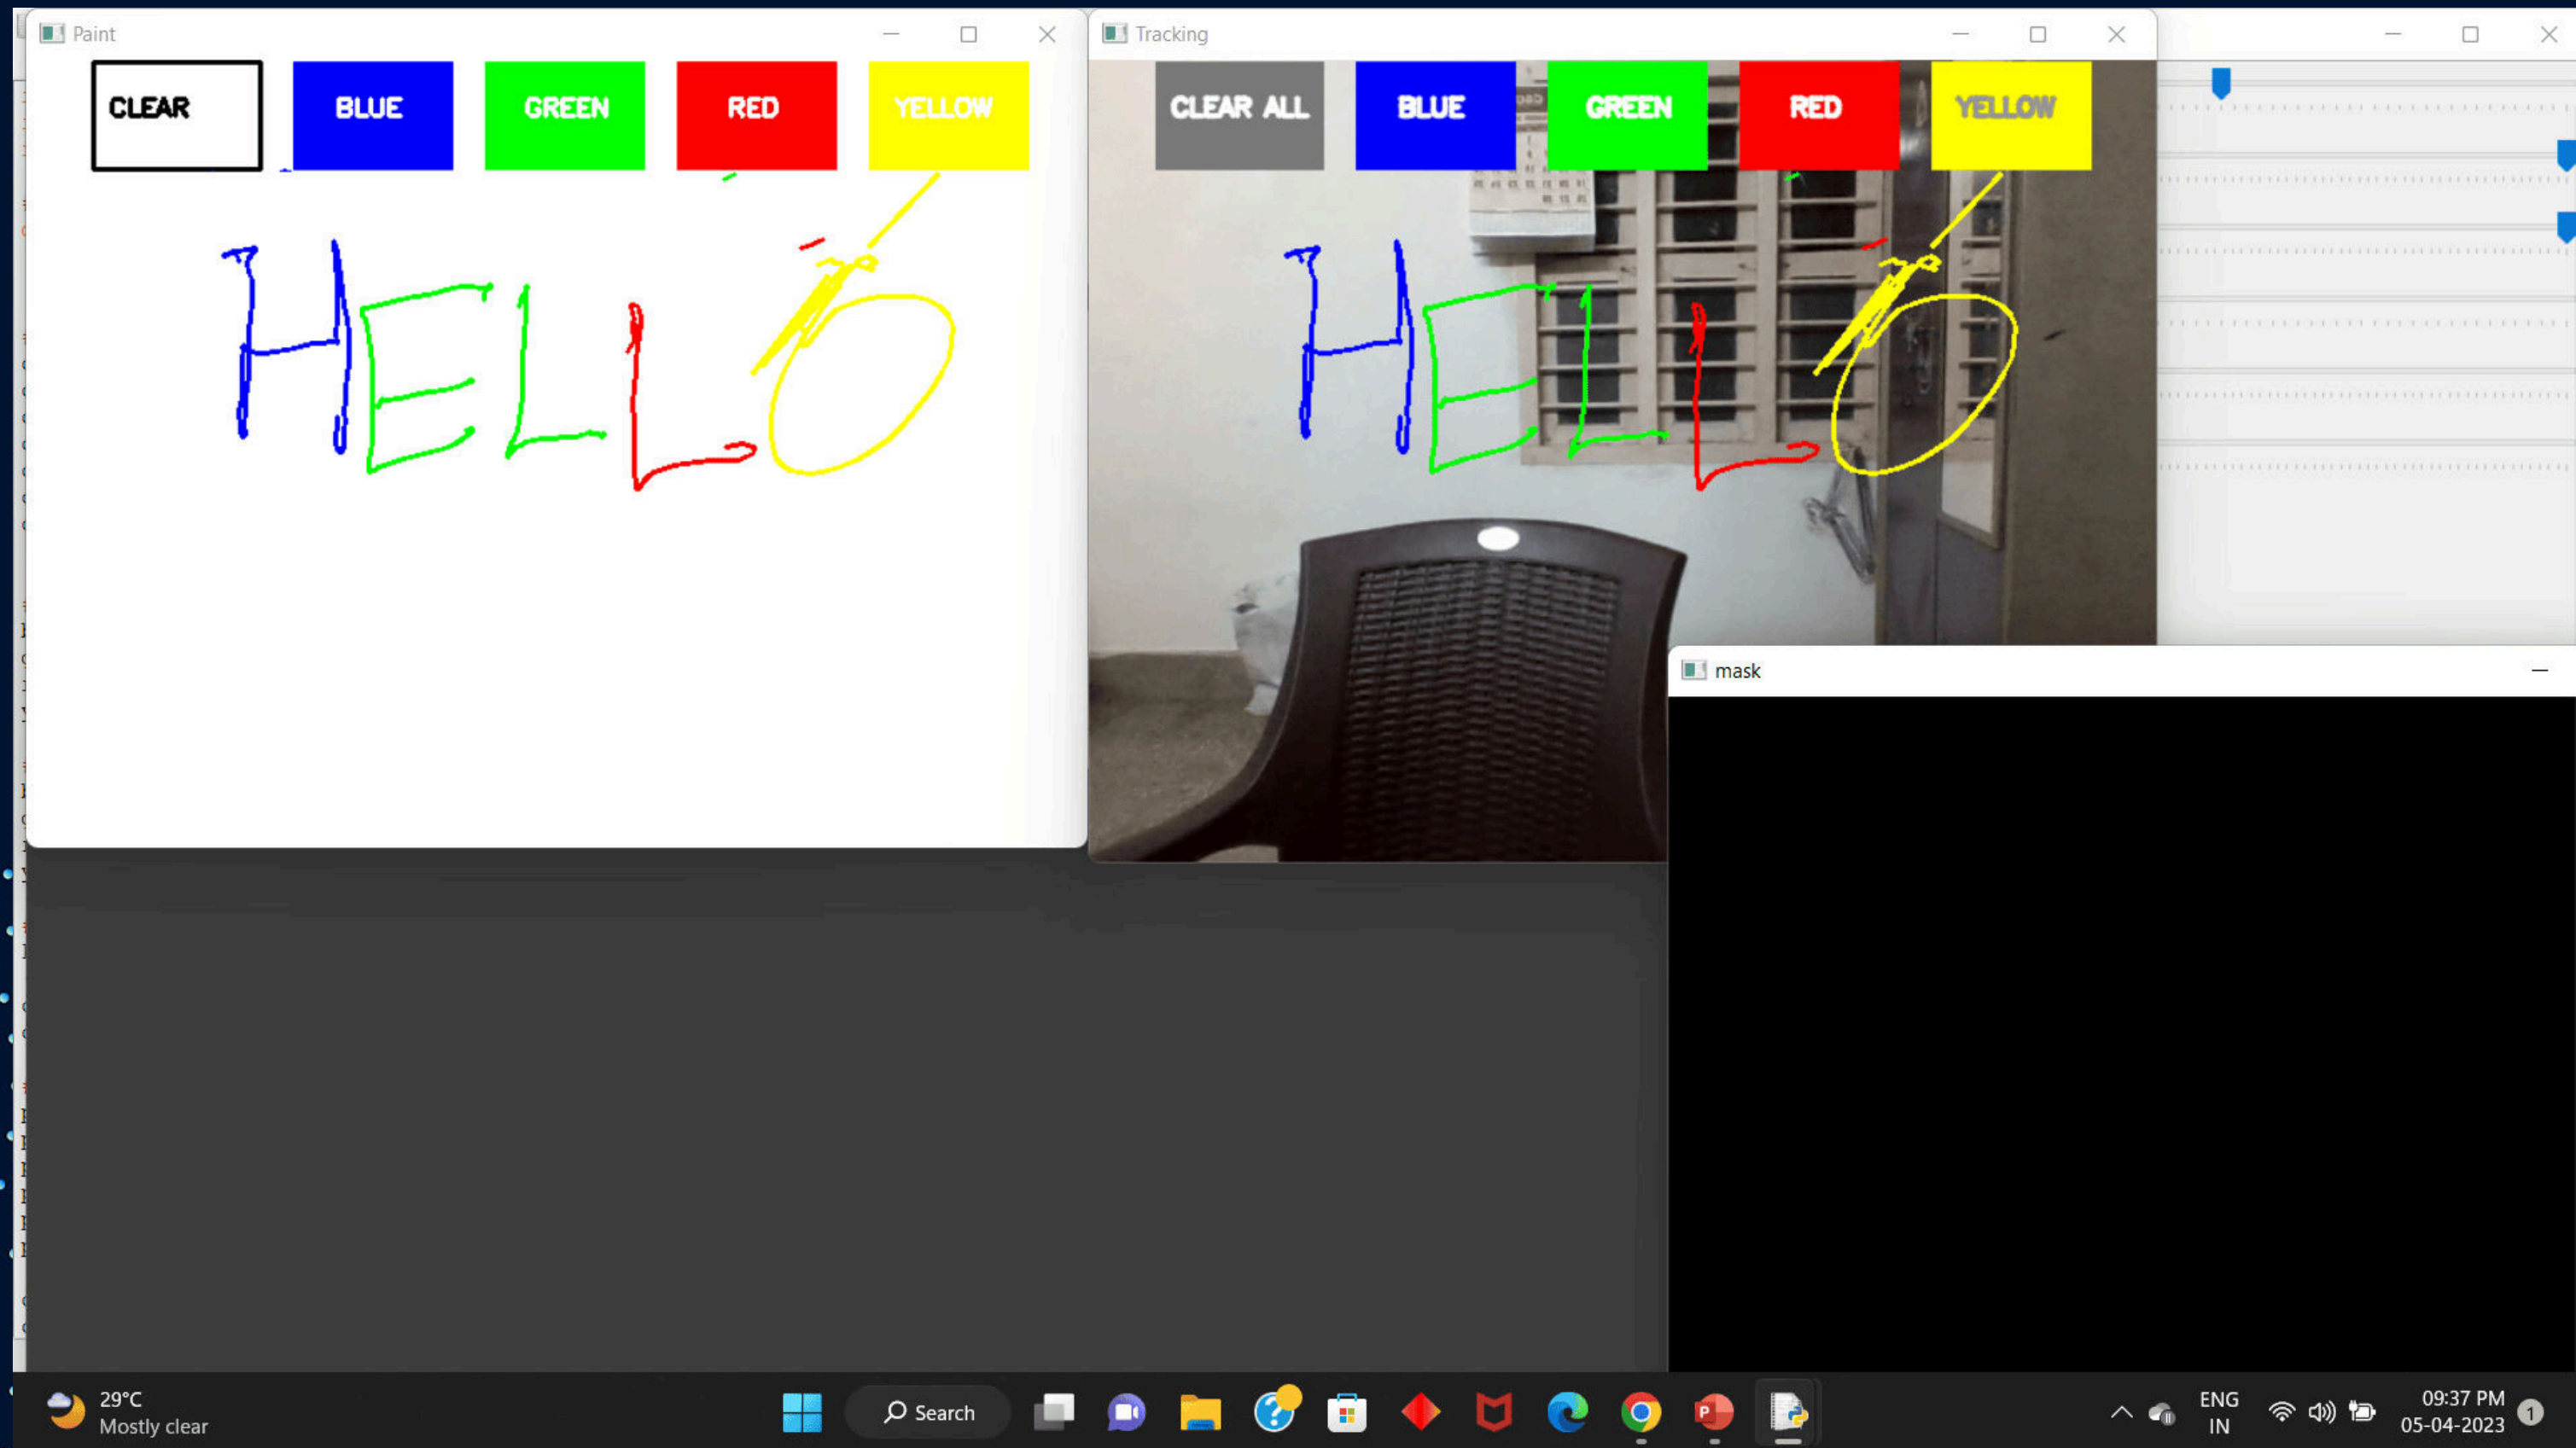 Paint
CLEAR BLUE GREEN RED YELLOW
HELLO
Tracking
CLEAR ALL BLUE GREEN RED YELLOW
HELLO
mask
29°C
Mostly clear
Search
ENG
IN
09:37 PM
05-04-2023
1